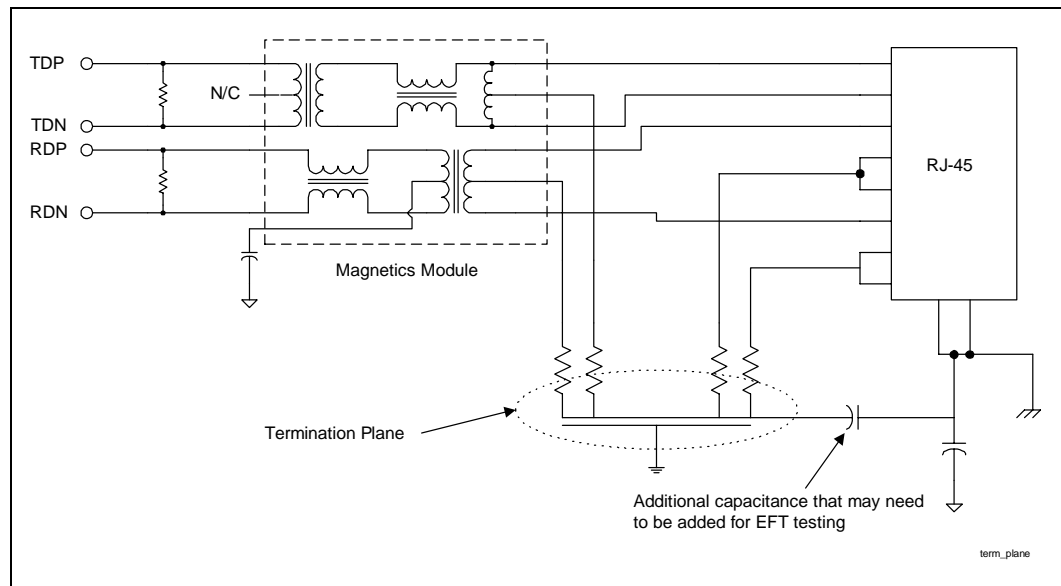 TDP
N/C
TDN
RDP
RDN
RJ-45
Magnetics Module
Termination Plane
Additional capacitance that may need
to be added for EFT testing
term_plane